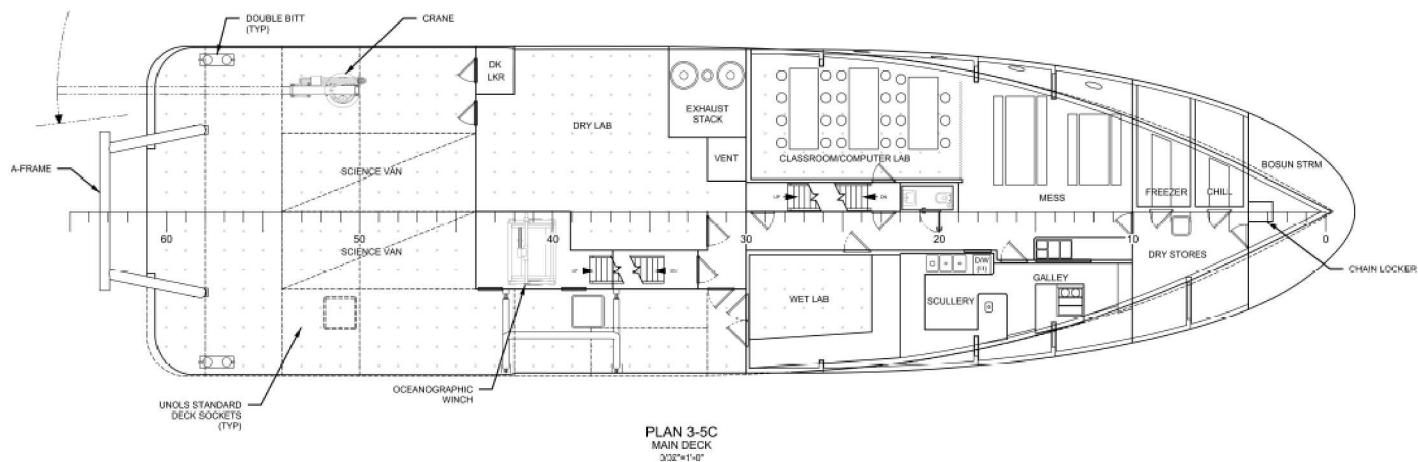 DOUBLE BITT
(TYP)
CRANE
DK
LKR
EXHAUST
STACK
DRY LAB
VENT
CLASSROOM/COMPUTER LAB
A-FRAME
SCIENCE VAN
UP
DN
MESS
FREEZER
CHILL
BOSUN STRM
60
50
40
30
20
10
0
SCIENCE VAN
DRY STORES
CHAIN LOCKER
D/W
GALLEY
SCULLERY
WET LAB
OCEANOGRAPHIC
WINCH
UNOLS STANDARD
DECK SOCKETS
(TYP)
PLAN 3-5C
MAIN DECK
3/32"=1'-0"